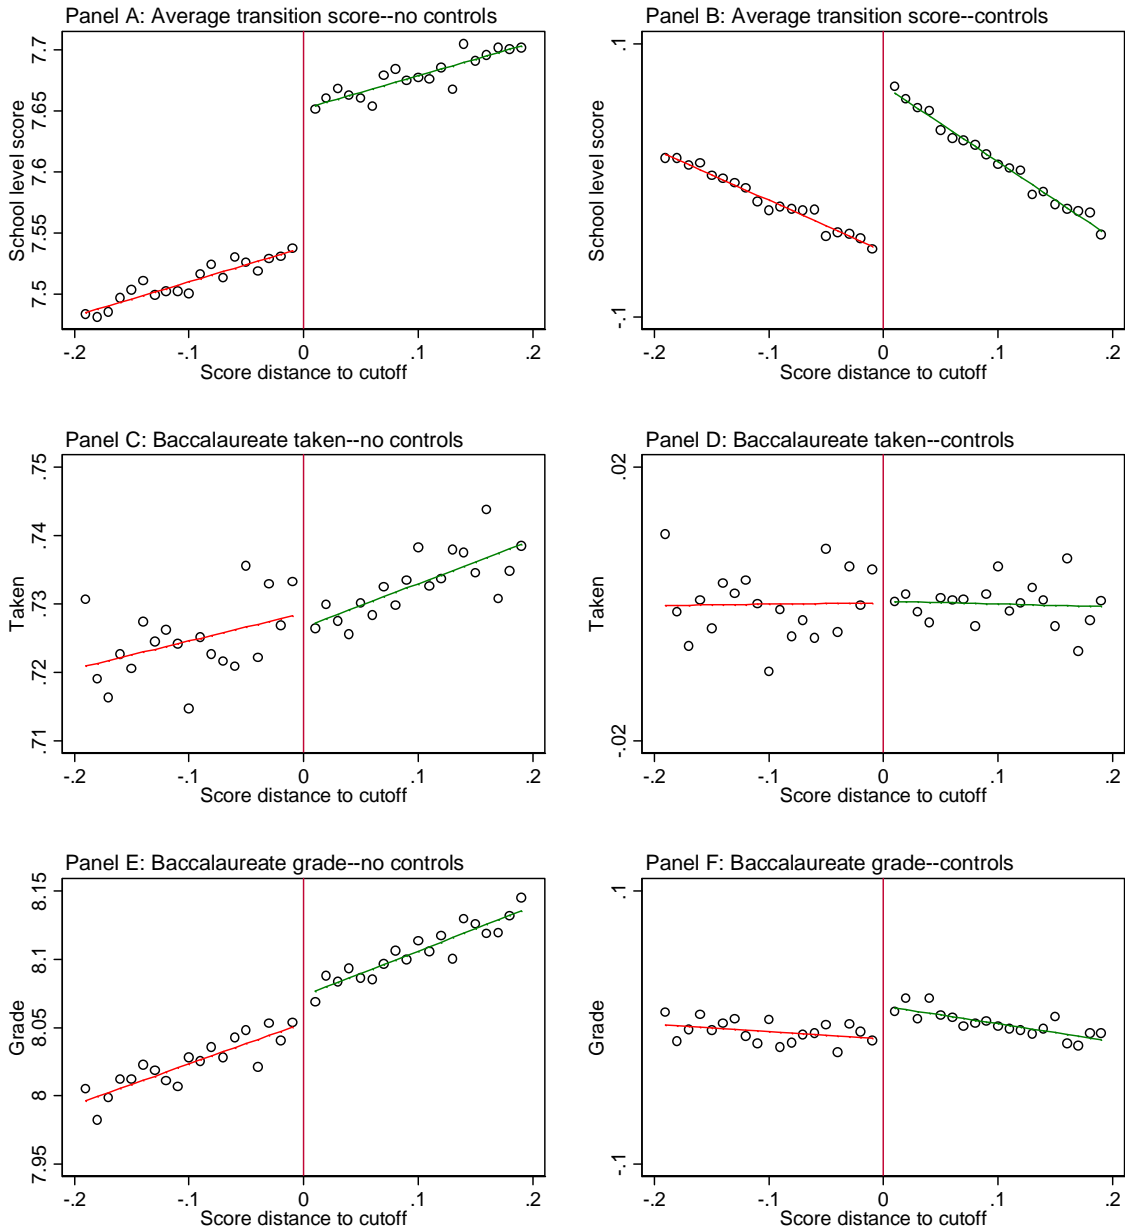 Panel A: Average transition score--no controls
School level score
7.7
7.65
7.6
7.55
7.5
-.2 -.1 0 .1 .2
Score distance to cutoff
Panel B: Average transition score--controls
School level score
.1
-.1
-.2 -.1 0 .1 .2
Score distance to cutoff
Panel C: Baccalaureate taken--no controls
Taken
.75
.74
.73
.72
.71
-.2 -.1 0 .1 .2
Score distance to cutoff
Panel D: Baccalaureate taken--controls
Taken
.02
-.02
-.2 -.1 0 .1 .2
Score distance to cutoff
Panel E: Baccalaureate grade--no controls
Grade
8.15
8.1
8.05
8
7.95
-.2 -.1 0 .1 .2
Score distance to cutoff
Panel F: Baccalaureate grade--controls
Grade
.1
-.1
-.2 -.1 0 .1 .2
Score distance to cutoff